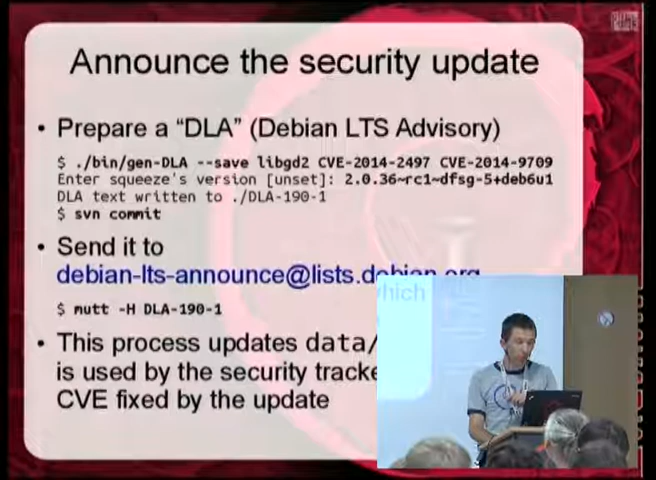 Announce the security update
• Prepare a “DLA” (Debian LTS Advisory)
$ ./bin/gen-DLA --save libgd2 CVE-2014-2497 CVE-2014-9709
Enter squeeze's version [unset]: 2.0.36~rc1~dfsg-5+deb6u1
DLA text written to ./DLA-190-1
$ svn commit
• Send it to
debian-lts-announce@lists.debian.org
$ mutt -H DLA-190-1
which
• This process updates data/
is used by the security tracke
CVE fixed by the update